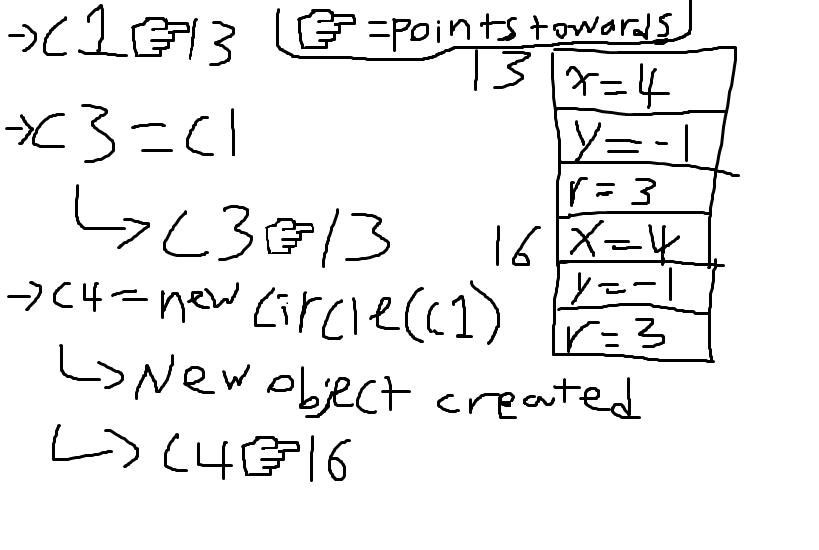 →C1☞13
☞=points towards
→C3=C1
↳C3☞13
→C4=new circle(c1)
↳New object created
↳C4☞16
13
x=4
y=-1
r=3
16
x=4
y=-1
r=3